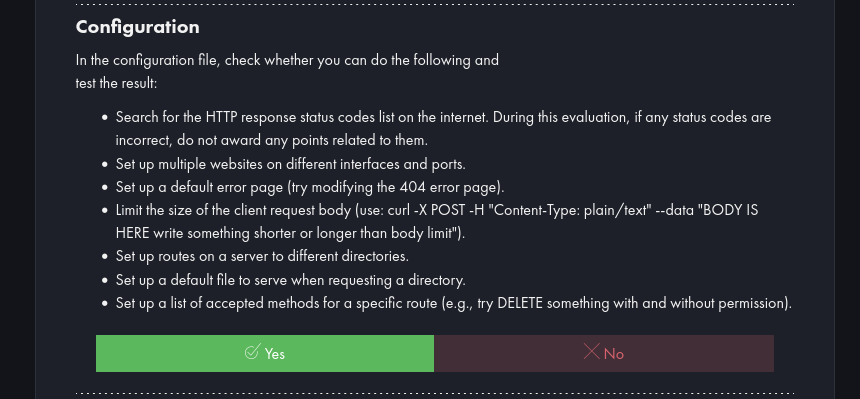 Configuration
In the configuration file, check whether you can do the following and
test the result:
• Search for the HTTP response status codes list on the internet. During this evaluation, if any status codes are
incorrect, do not award any points related to them.
• Set up multiple websites on different interfaces and ports.
• Set up a default error page (try modifying the 404 error page).
• Limit the size of the client request body (use: curl -X POST -H "Content-Type: plain/text" --data "BODY IS
HERE write something shorter or longer than body limit").
• Set up routes on a server to different directories.
• Set up a default file to serve when requesting a directory.
• Set up a list of accepted methods for a specific route (e.g., try DELETE something with and without permission).
Yes
No